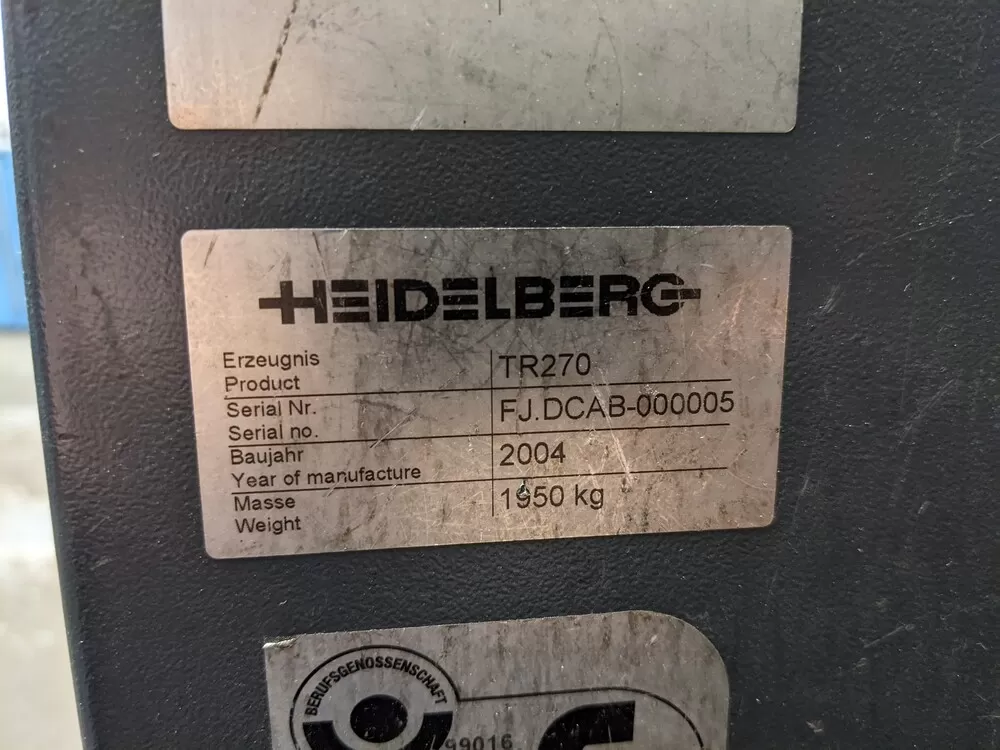 HEIDELBERG
Erzeugnis
Product
TR270
Serial Nr.
Serial no.
FJ.DCAB-000005
Baujahr
Year of manufacture
2004
Masse
Weight
1950 kg
BERUFSGENOSSENSCHAFT
99016